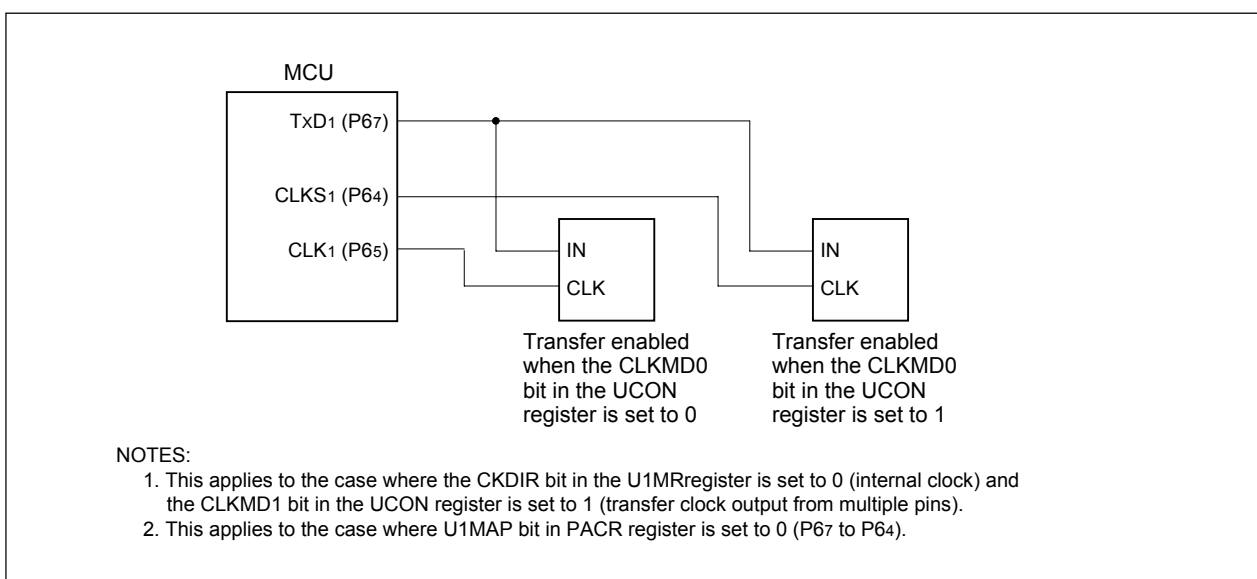 MCU
TxD1 (P67)
CLKS1 (P64)
CLK1 (P65)
IN
CLK
IN
CLK
Transfer enabled
when the CLKMD0
bit in the UCON
register is set to 0
Transfer enabled
when the CLKMD0
bit in the UCON
register is set to 1
NOTES:
1. This applies to the case where the CKDIR bit in the U1MRregister is set to 0 (internal clock) and
the CLKMD1 bit in the UCON register is set to 1 (transfer clock output from multiple pins).
2. This applies to the case where U1MAP bit in PACR register is set to 0 (P67 to P64).